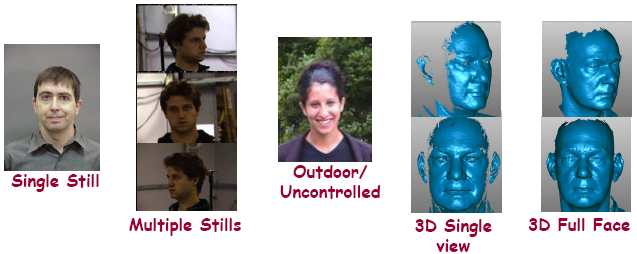 Single Still
Multiple Stills
Outdoor/
Uncontrolled
3D Single
view
3D Full Face